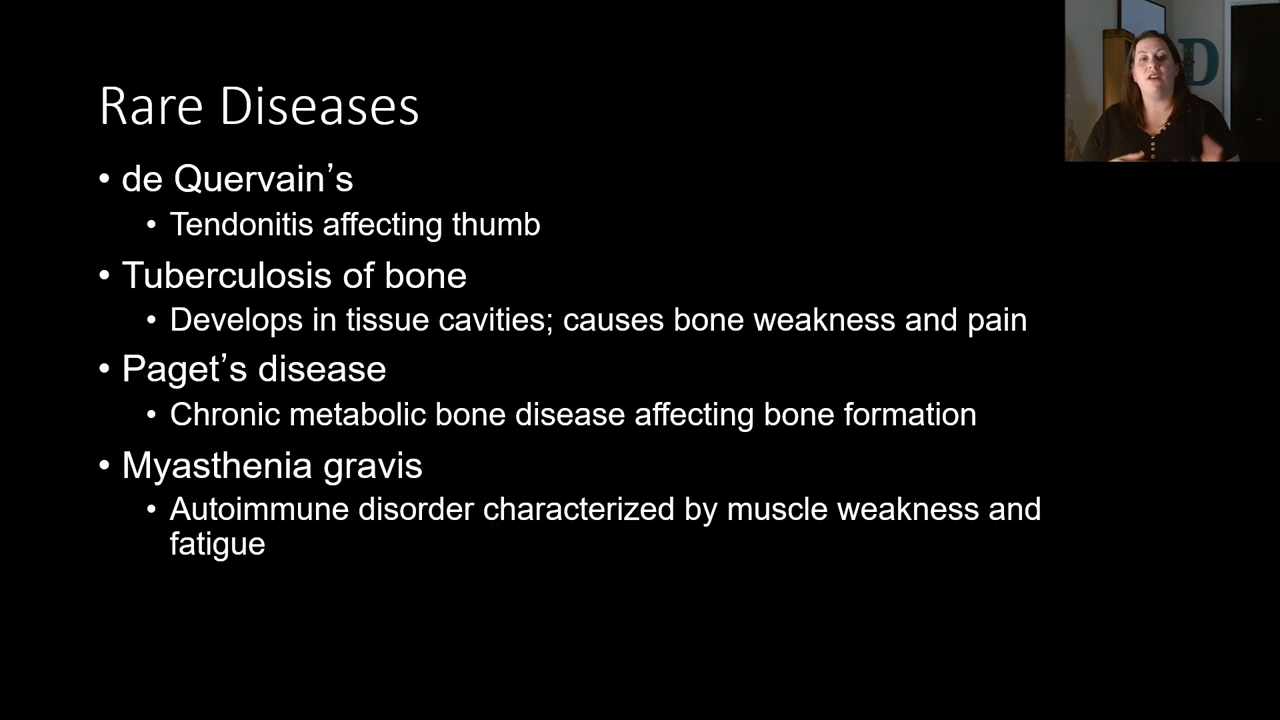 Rare Diseases
• de Quervain’s
• Tendonitis affecting thumb
• Tuberculosis of bone
• Develops in tissue cavities; causes bone weakness and pain
• Paget’s disease
• Chronic metabolic bone disease affecting bone formation
• Myasthenia gravis
• Autoimmune disorder characterized by muscle weakness and
fatigue
D